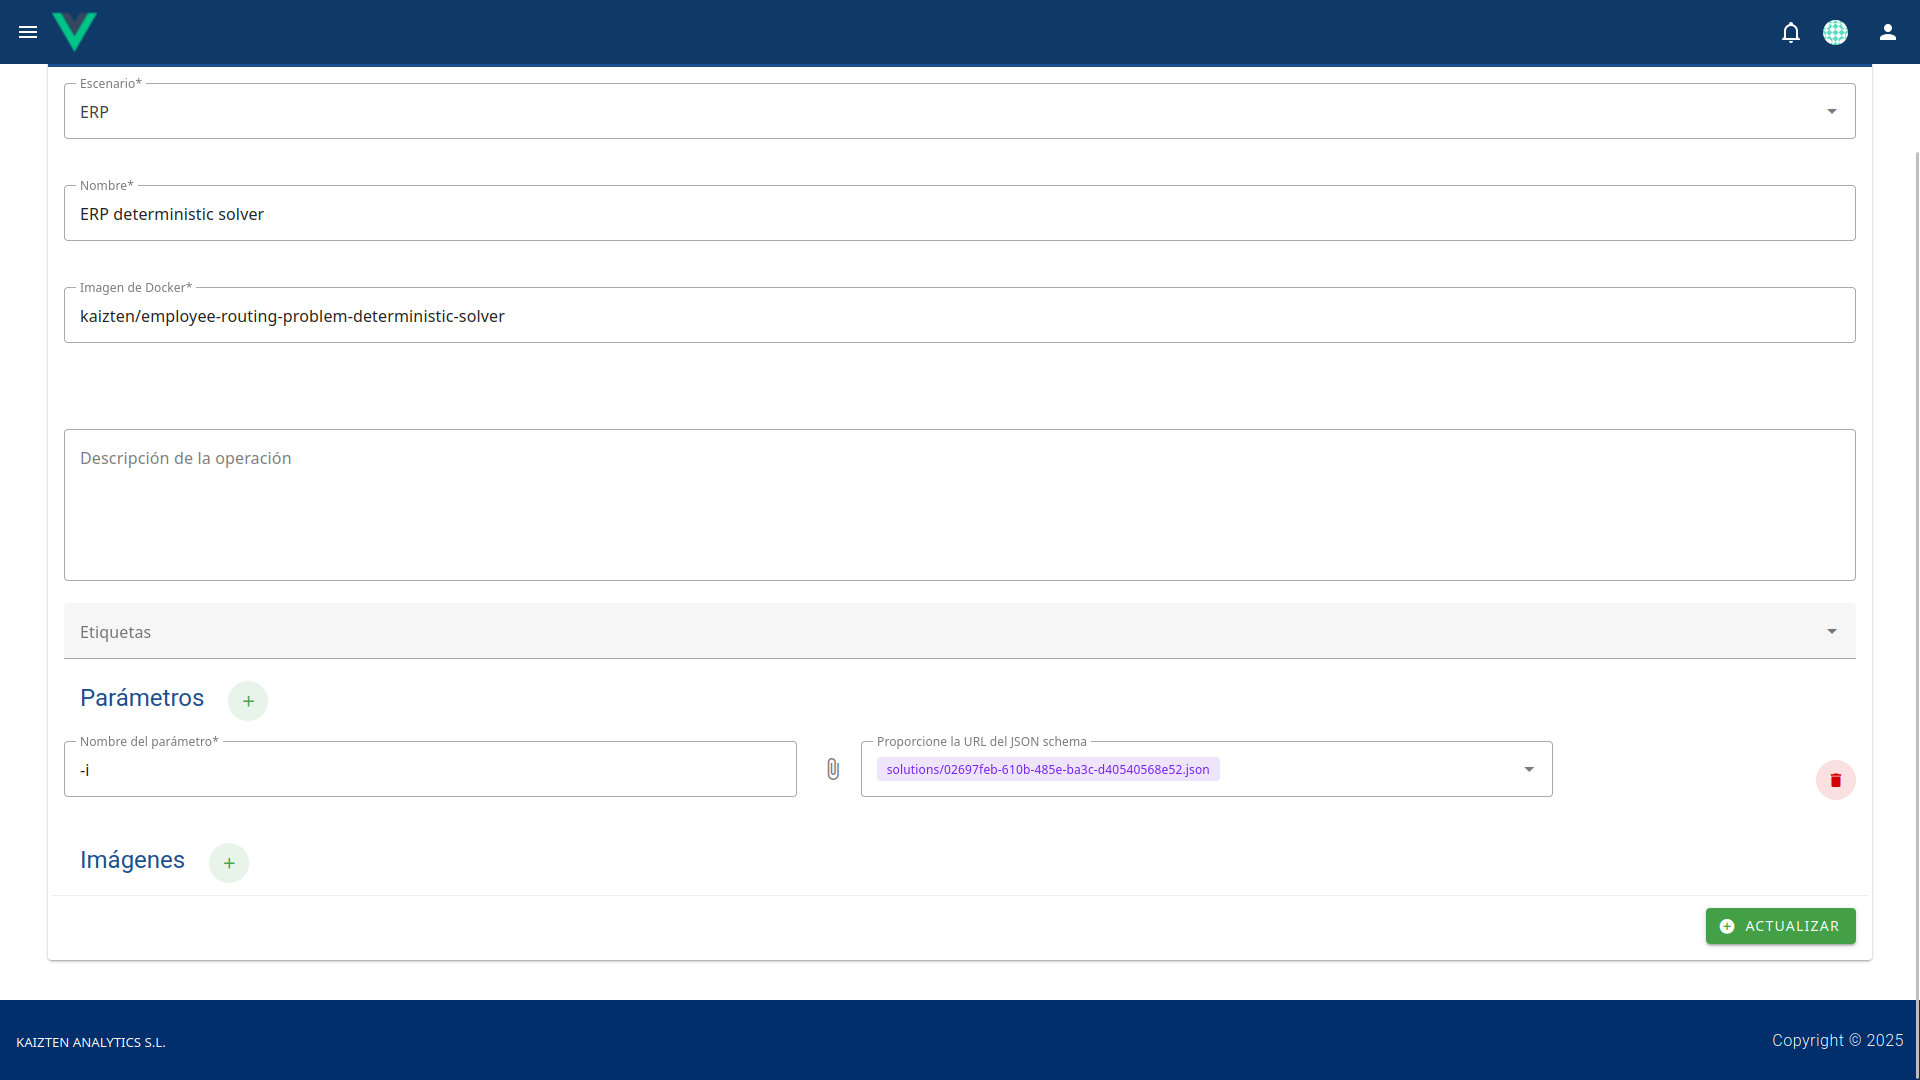 Escenario*
ERP
Nombre*
ERP deterministic solver
Imagen de Docker*
kaizten/employee-routing-problem-deterministic-solver
Descripción de la operación
Etiquetas
Parámetros
Nombre del parámetro*
-i
Proporcione la URL del JSON schema
solutions/02697feb-610b-485e-ba3c-d40540568e52.json
Imágenes
ACTUALIZAR
KAIZTEN ANALYTICS S.L.
Copyright © 2025